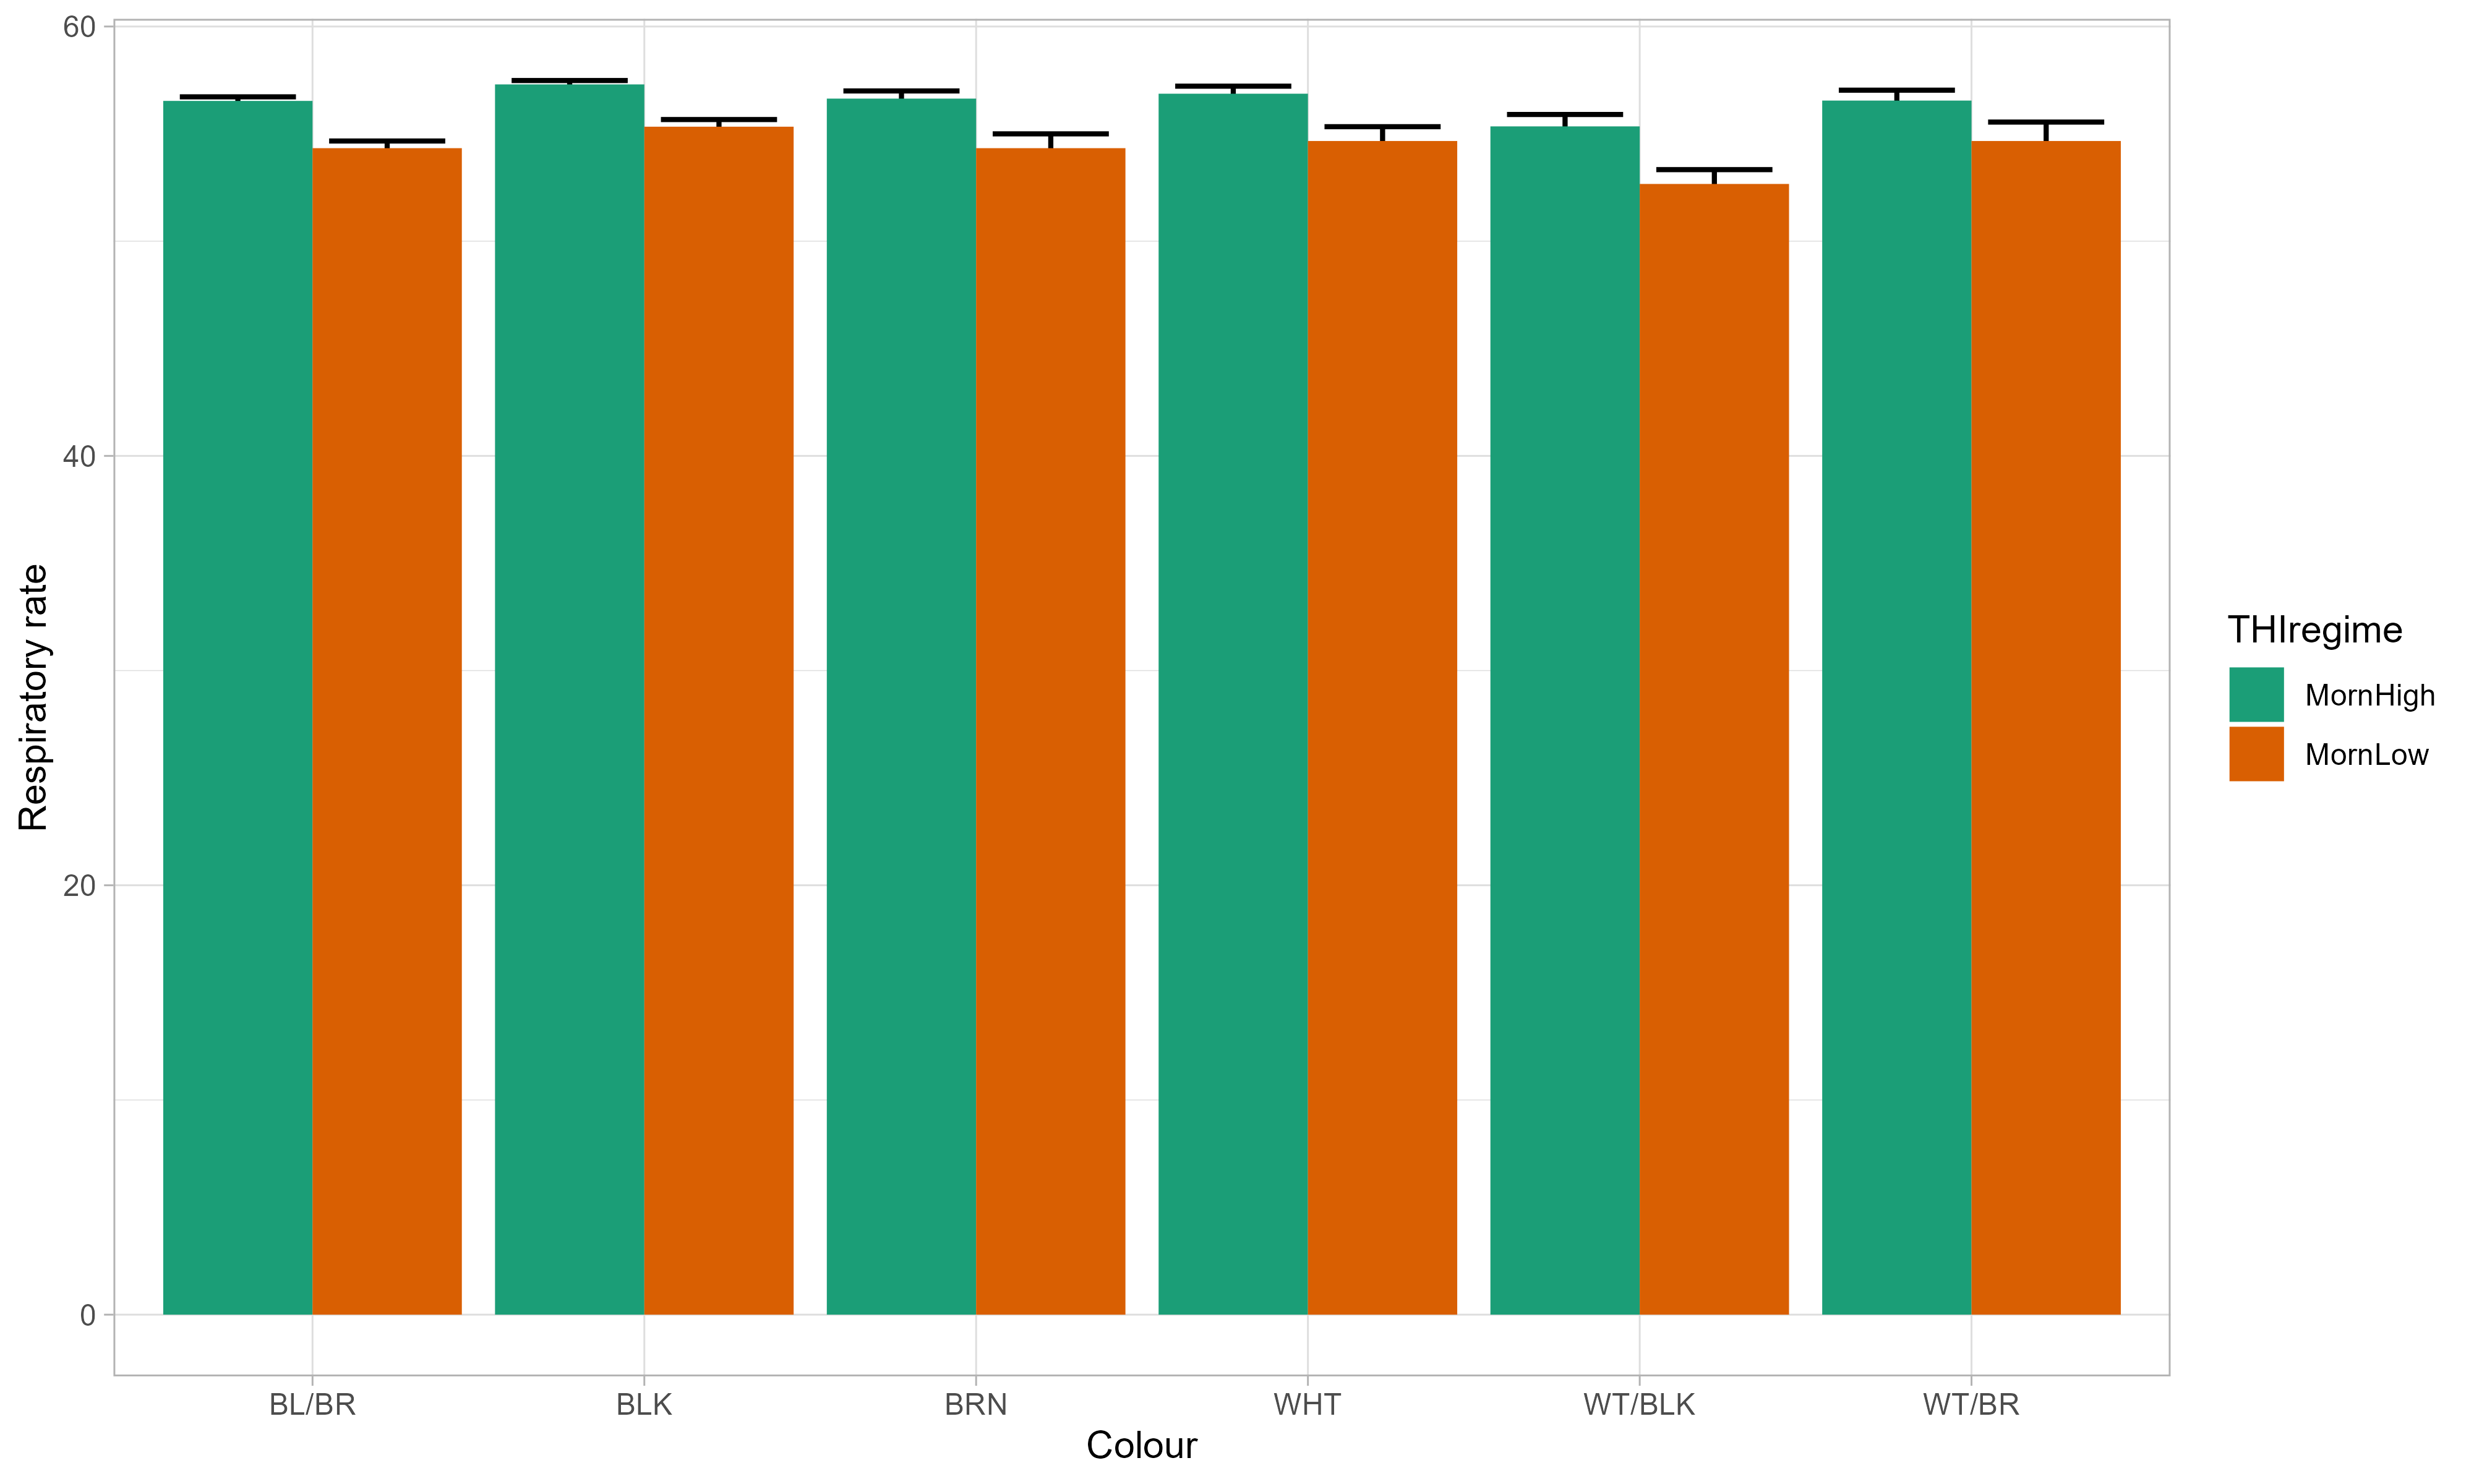 60
40
20
0
Respiratory rate
BL/BR BLK BRN WHT WT/BLK WT/BR
Colour
THIregime
MornHigh
MornLow